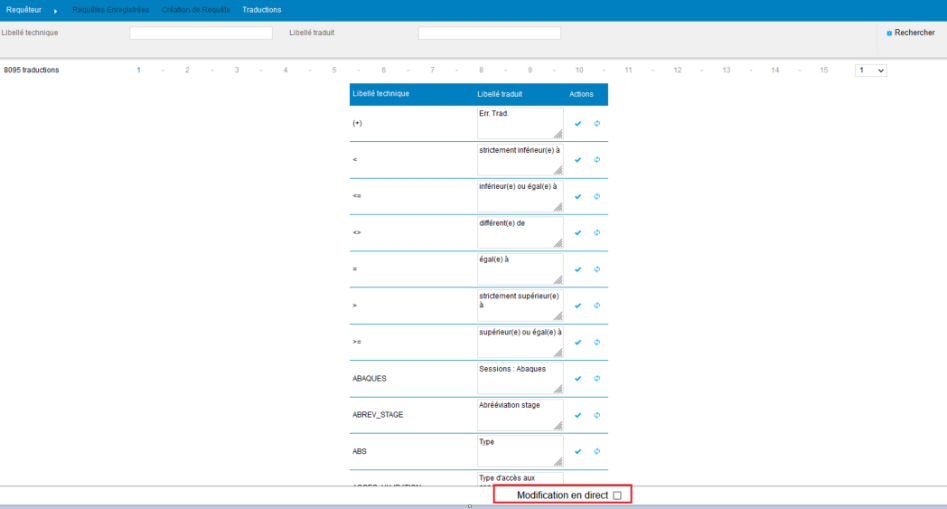 Requêteur Requêtes Enregistrées Création de Requête Traductions
Libellé technique Libellé traduit Rechercher
8095 traductions 1 - 2 - 3 - 4 - 5 - 6 - 7 - 8 - 9 - 10 - 11 - 12 - 13 - 14 - 15 1
Libellé technique Libellé traduit Actions
(+) Err. Trad.
< strictement inférieur(e) à
<= inférieur(e) ou égal(e) à
<> différent(e) de
= égal(e) à
> strictement supérieur(e)
à
>= supérieur(e) ou égal(e) à
ABAQUES Sessions : Abaques
ABREV_STAGE Abrééviation stage
ABS Type
Type d'accès aux
Modification en direct